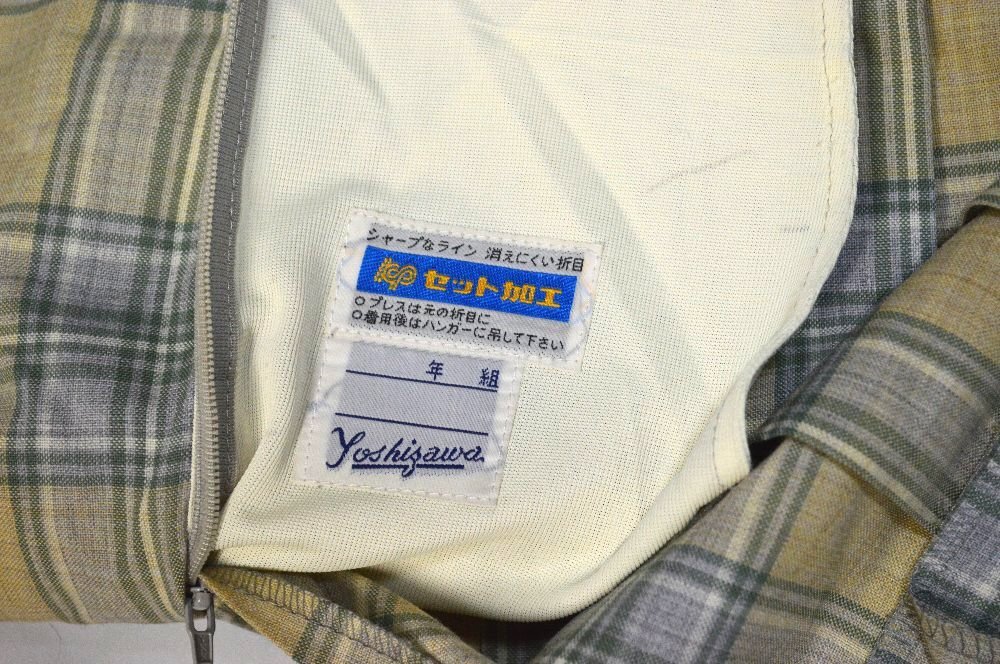 シャープなライン 消えにくい折目
セット加工
○プレスは元の折目に
○着用後はハンガーに吊して下さい
年 組
Yoshizawa